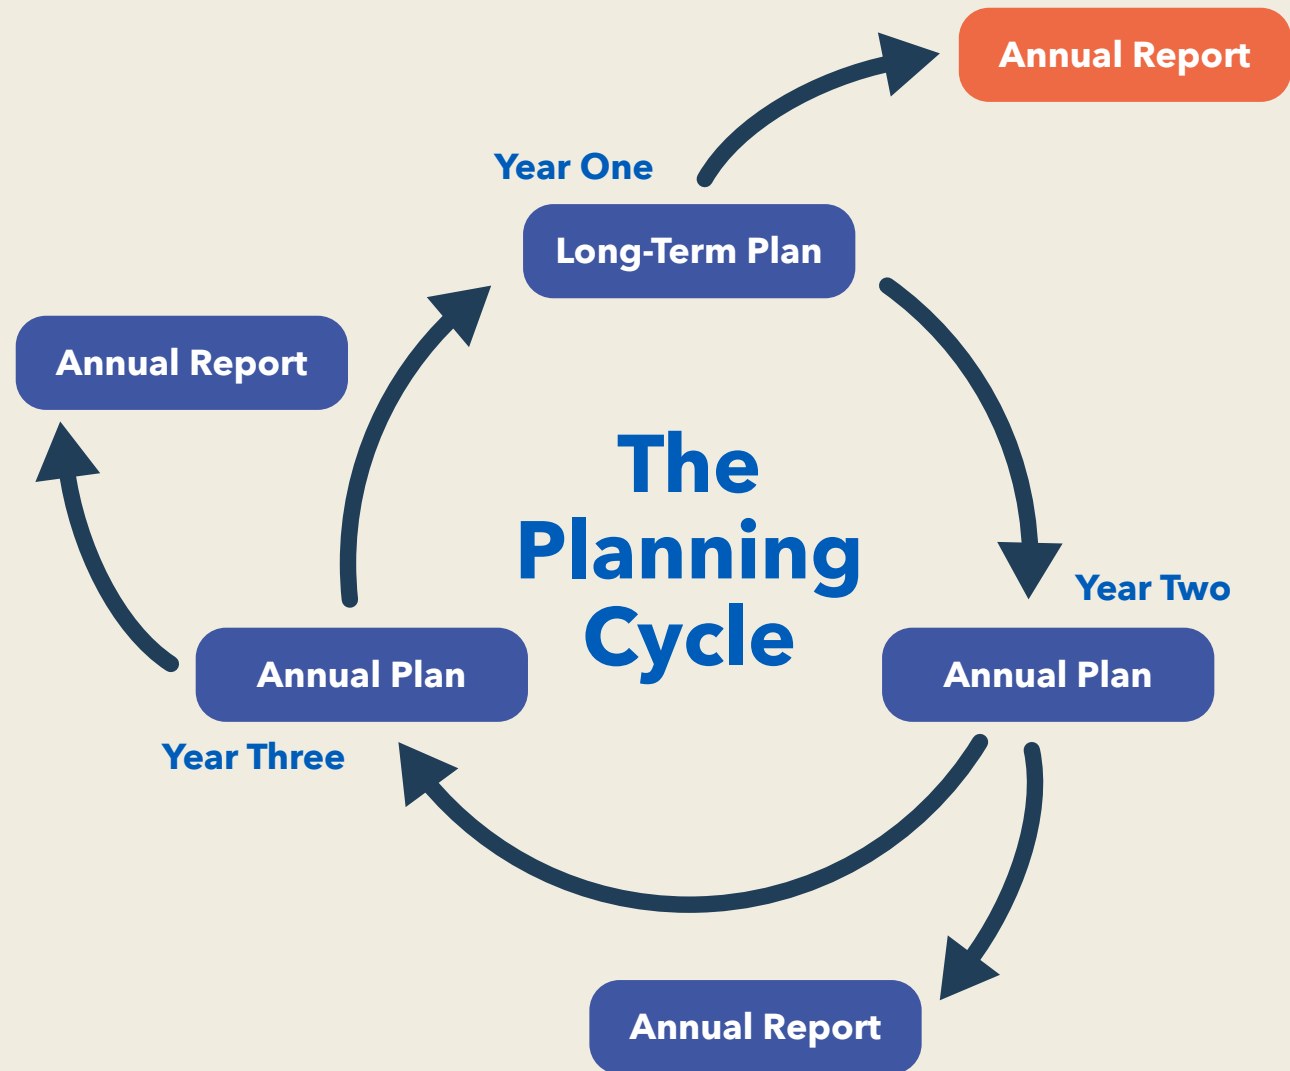 Annual Report
Year One
Long-Term Plan
Annual Report
The
Planning
Cycle
Year Two
Annual Plan
Annual Plan
Year Three
Annual Report